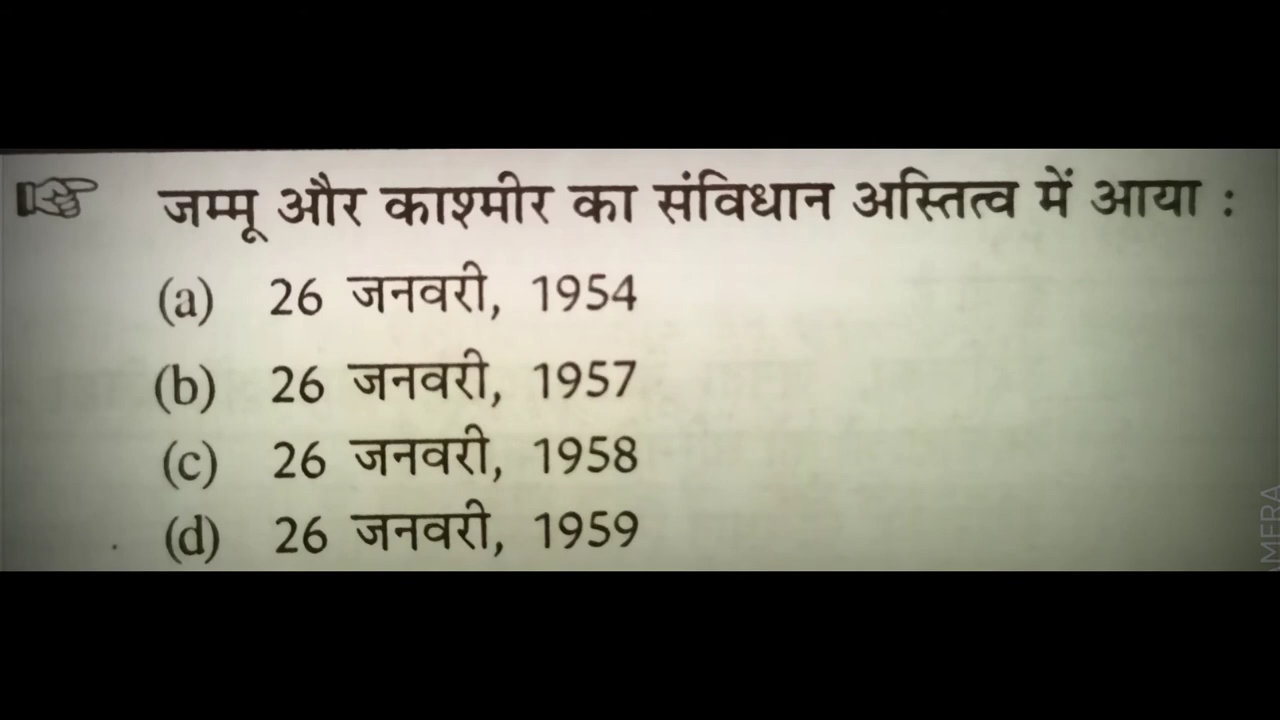 जम्मू और काश्मीर का संविधान अस्तित्व में आया :
(a) 26 जनवरी, 1954
(b) 26 जनवरी, 1957
(c) 26 जनवरी, 1958
(d) 26 जनवरी, 1959